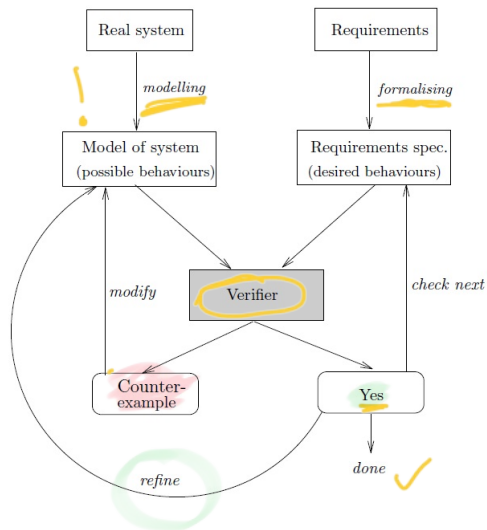 Real system
Requirements
modelling
formalising
Model of system
(possible behaviours)
Requirements spec.
(desired behaviours)
Verifier
modify
check next
Counter-
example
Yes
refine
done